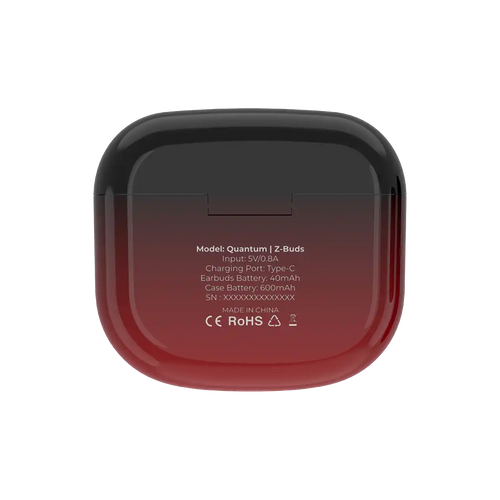 Model: Quantum | Z-Buds
Input: 5V/0.8A
Charging Port: Type-C
Earbuds Battery: 40mAh
Case Battery: 600mAh
SN : XXXXXXXXXXXXXX
MADE IN CHINA
CE RoHS